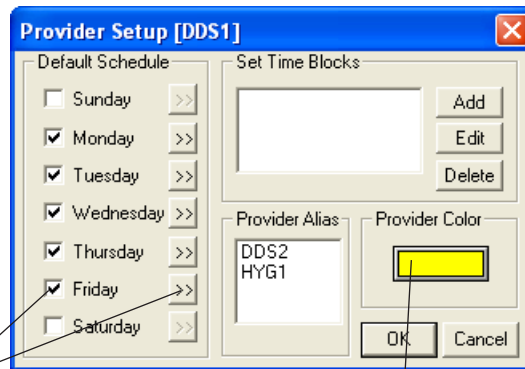 Provider Setup [DDS1]
Default Schedule
Sunday >>
Monday >>
Tuesday >>
Wednesday >>
Thursday >>
Friday >>
Saturday >>
Set Time Blocks
Add
Edit
Delete
Provider Alias
DDS2
HYG1
Provider Color
OK
Cancel